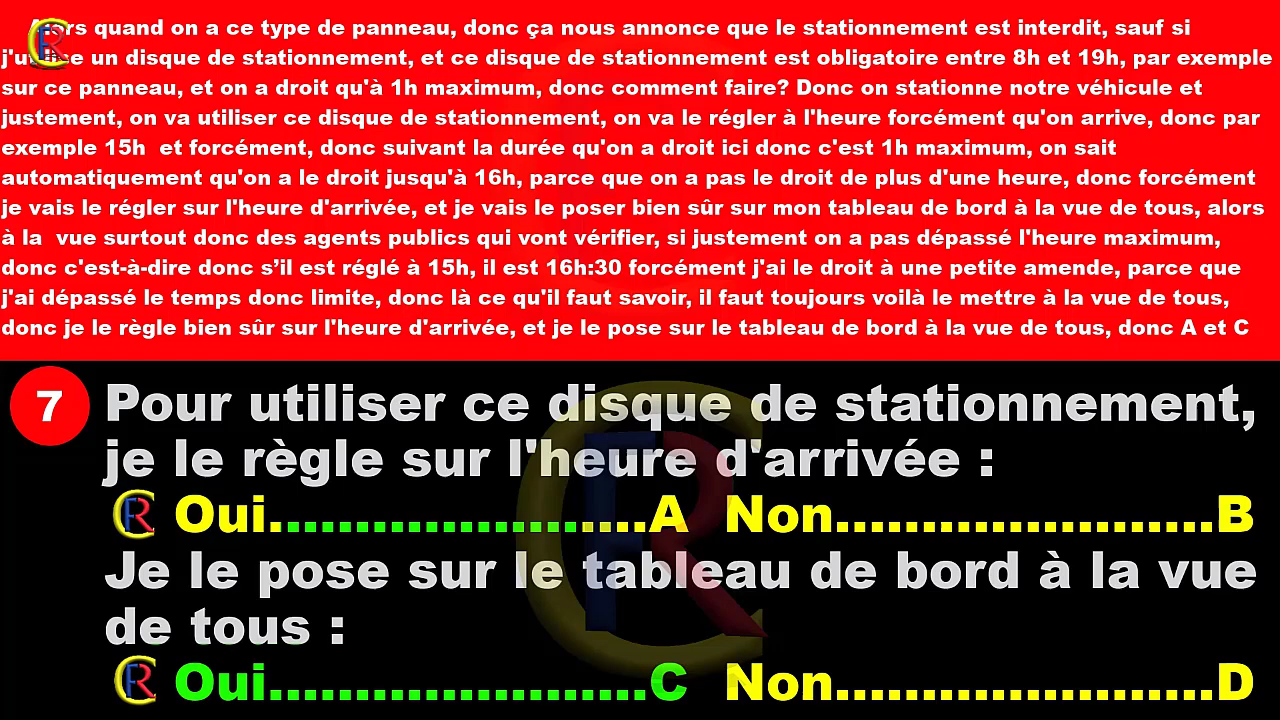 quand on a ce type de panneau, donc ça nous annonce que le stationnement est interdit, sauf si
un disque de stationnement, et ce disque de stationnement est obligatoire entre 8h et 19h, par exemple
sur ce panneau, et on a droit qu'à 1h maximum, donc comment faire? Donc on stationne notre véhicule et
justement, on va utiliser ce disque de stationnement, on va le régler à l'heure forcément qu'on arrive, donc par
exemple 15h et forcément, donc suivant la durée qu'on a droit ici donc c'est 1h maximum, on sait
automatiquement qu'on a le droit jusqu'à 16h, parce que on a pas le droit de plus d'une heure, donc forcément
je vais le régler sur l'heure d'arrivée, et je vais le poser bien sûr sur mon tableau de bord à la vue de tous, alors
à la vue surtout donc des agents publics qui vont vérifier, si justement on a pas dépassé l'heure maximum,
donc c'est-à-dire donc s’il est réglé à 15h, il est 16h:30 forcément j'ai le droit à une petite amende, parce que
j'ai dépassé le temps donc limite, donc là ce qu'il faut savoir, il faut toujours voilà le mettre à la vue de tous,
donc je le règle bien sûr sur l'heure d'arrivée, et je le pose sur le tableau de bord à la vue de tous, donc A et C
7 Pour utiliser ce disque de stationnement,
je le règle sur l'heure d'arrivée :
Oui......................A Non......................B
Je le pose sur le tableau de bord à la vue
de tous :
Oui......................C Non......................D